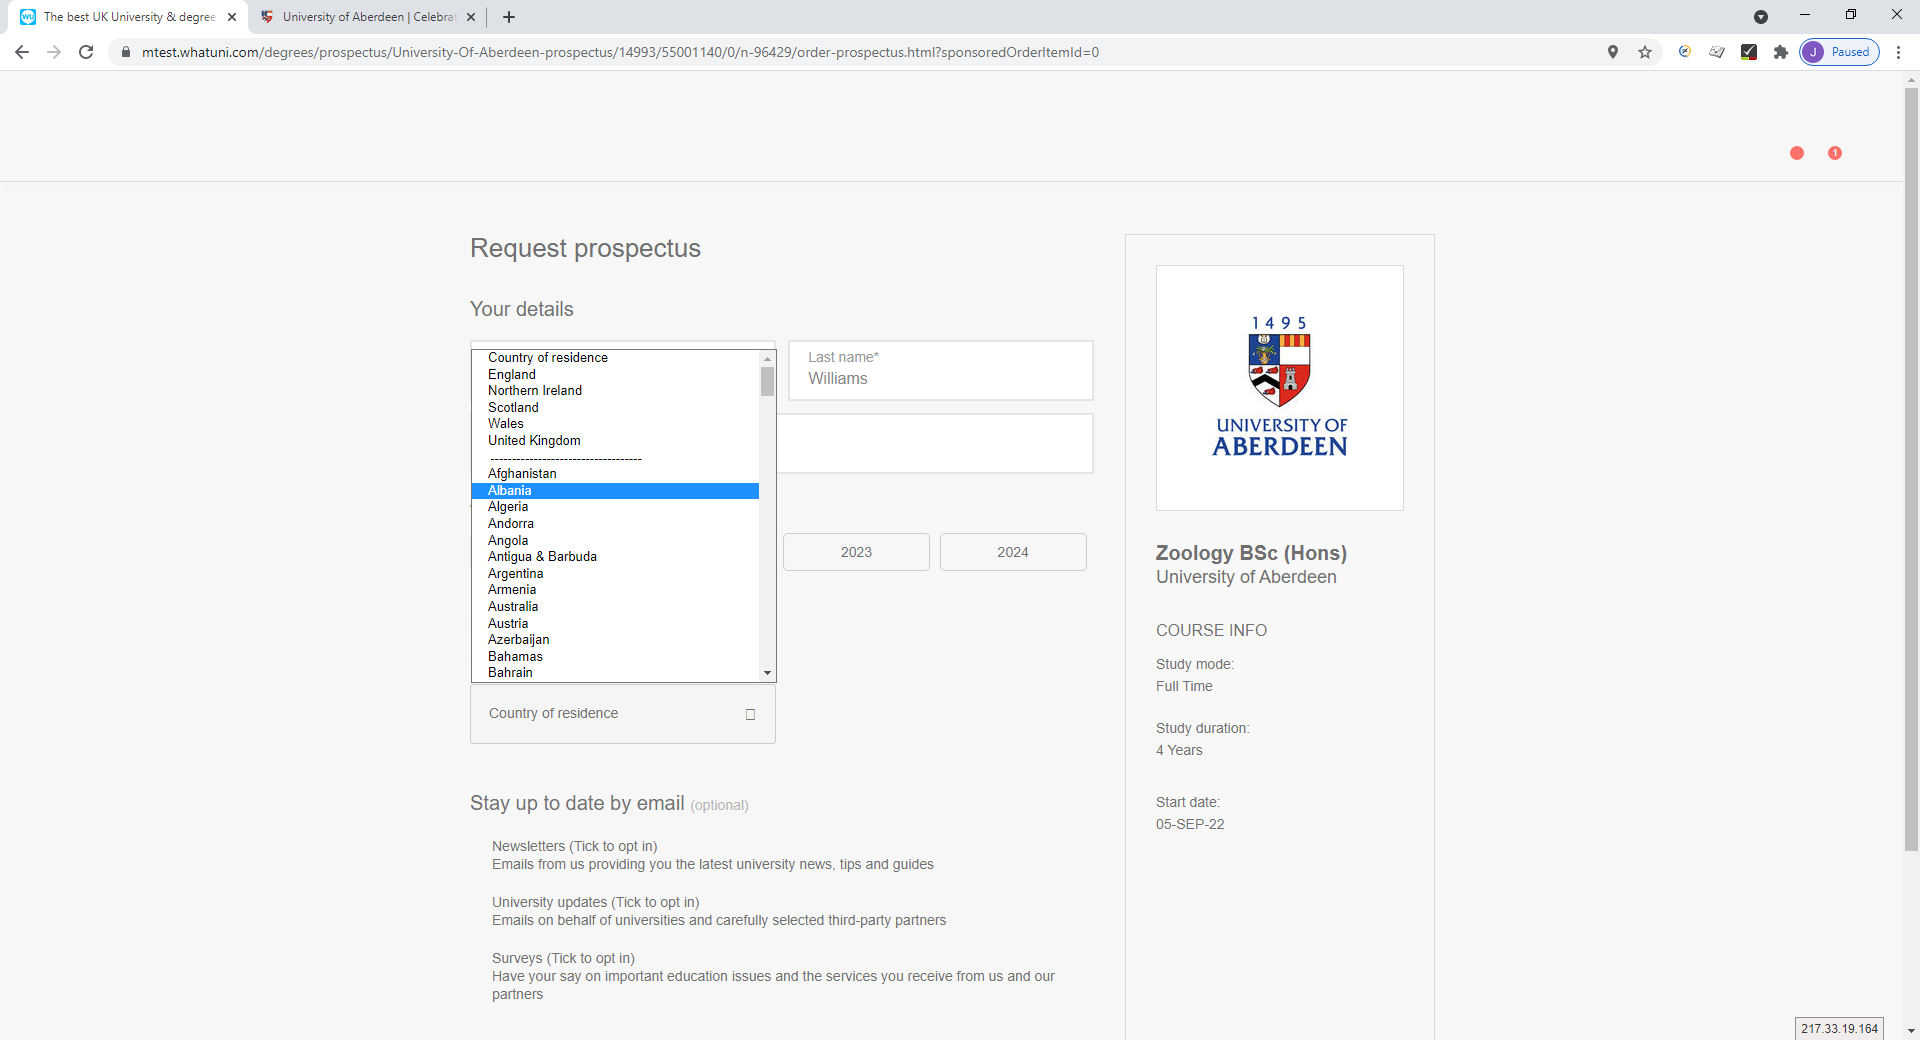 The best UK University & degree
University of Aberdeen | Celebrat
mtest.whatuni.com/degrees/prospectus/University-Of-Aberdeen-prospectus/14993/55001140/0/n-96429/order-prospectus.html?sponsoredOrderItemId=0
J Paused
1
Request prospectus
Your details
Country of residence
England
Northern Ireland
Scotland
Wales
United Kingdom
-----------------------------------
Afghanistan
Albania
Algeria
Andorra
Angola
Antigua & Barbuda
Argentina
Armenia
Australia
Austria
Azerbaijan
Bahamas
Bahrain
Last name*
Williams
2023
2024
Country of residence
Stay up to date by email (optional)
Newsletters (Tick to opt in)
Emails from us providing you the latest university news, tips and guides
University updates (Tick to opt in)
Emails on behalf of universities and carefully selected third-party partners
Surveys (Tick to opt in)
Have your say on important education issues and the services you receive from us and our
partners
1495
UNIVERSITY OF
ABERDEEN
Zoology BSc (Hons)
University of Aberdeen
COURSE INFO
Study mode:
Full Time
Study duration:
4 Years
Start date:
05-SEP-22
217.33.19.164